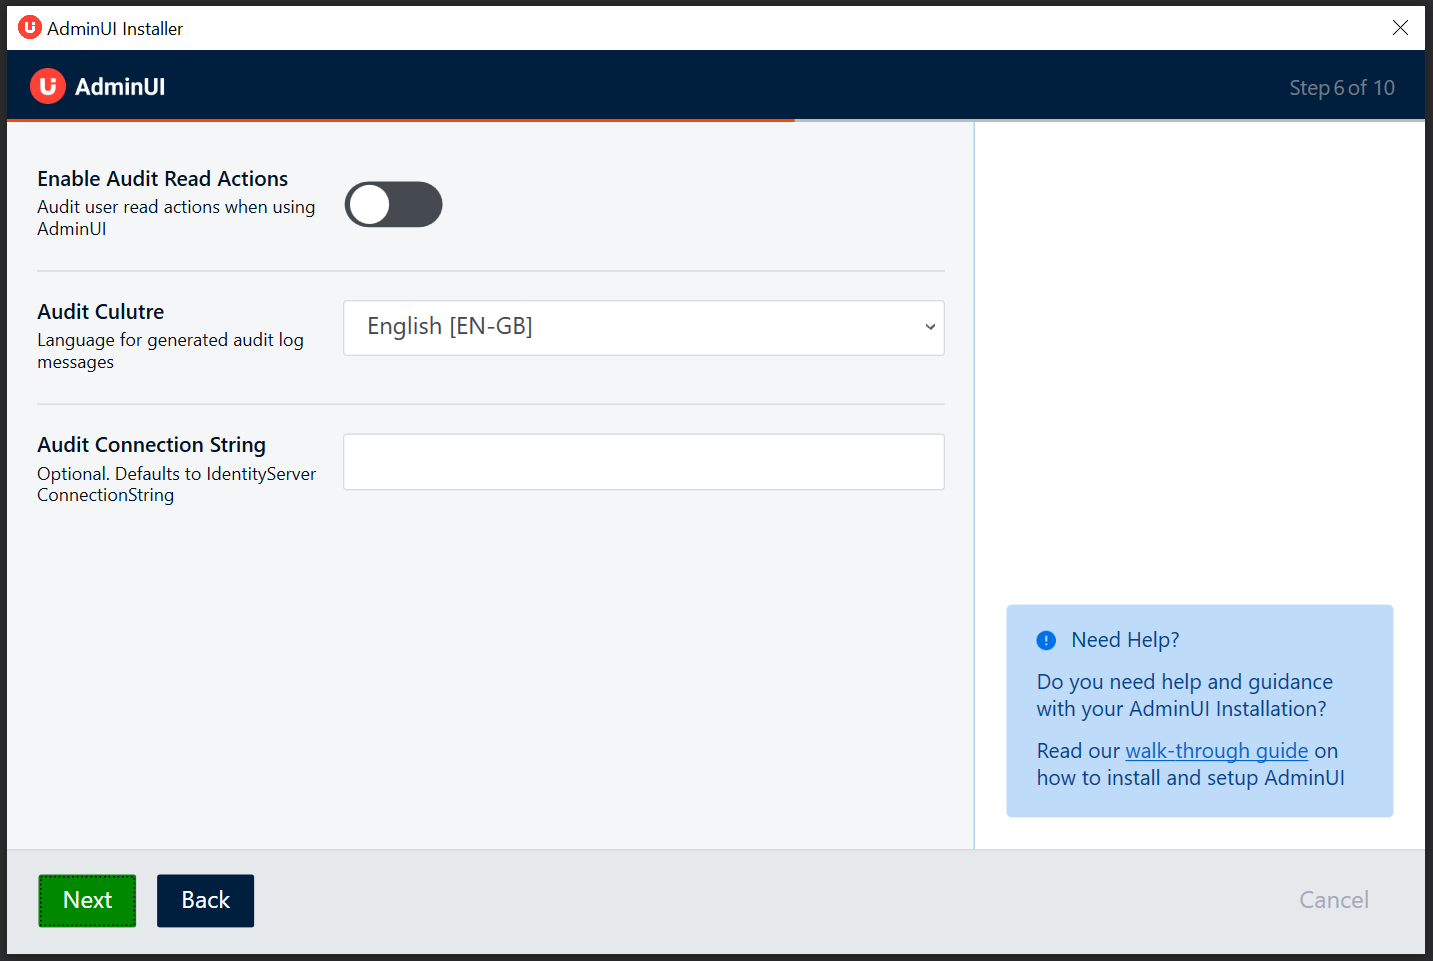 AdminUI Installer
AdminUI
Step 6 of 10
Enable Audit Read Actions
Audit user read actions when using
AdminUI
Audit Culutre
Language for generated audit log
messages
English [EN-GB]
Audit Connection String
Optional. Defaults to IdentityServer
ConnectionString
Need Help?
Do you need help and guidance
with your AdminUI Installation?
Read our walk-through guide on
how to install and setup AdminUI
Next
Back
Cancel